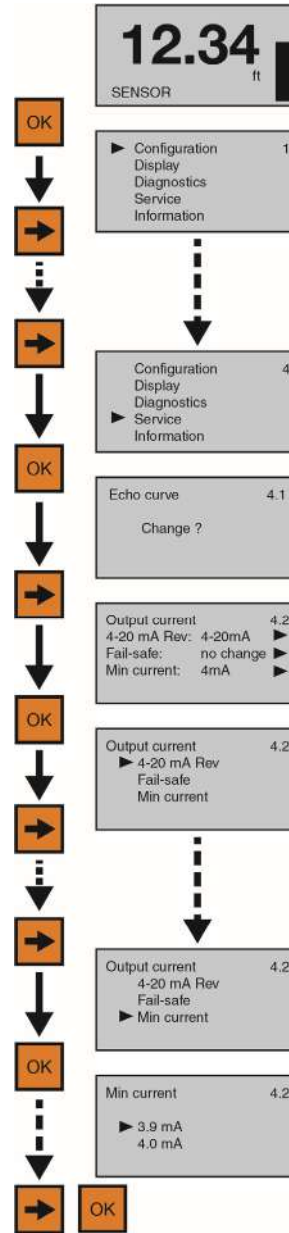 12.34
ft
SENSOR
OK
Configuration 1
Display
Diagnostics
Service
Information
Configuration 4
Display
Diagnostics
Service
Information
OK
Echo curve 4.1
Change ?
Output current 4.2
4-20 mA Rev: 4-20mA
Fail-safe: no change
Min current: 4mA
OK
Output current 4.2
4-20 mA Rev
Fail-safe
Min current
Output current 4.2
4-20 mA Rev
Fail-safe
Min current
OK
Min current 4.2
3.9 mA
4.0 mA
OK